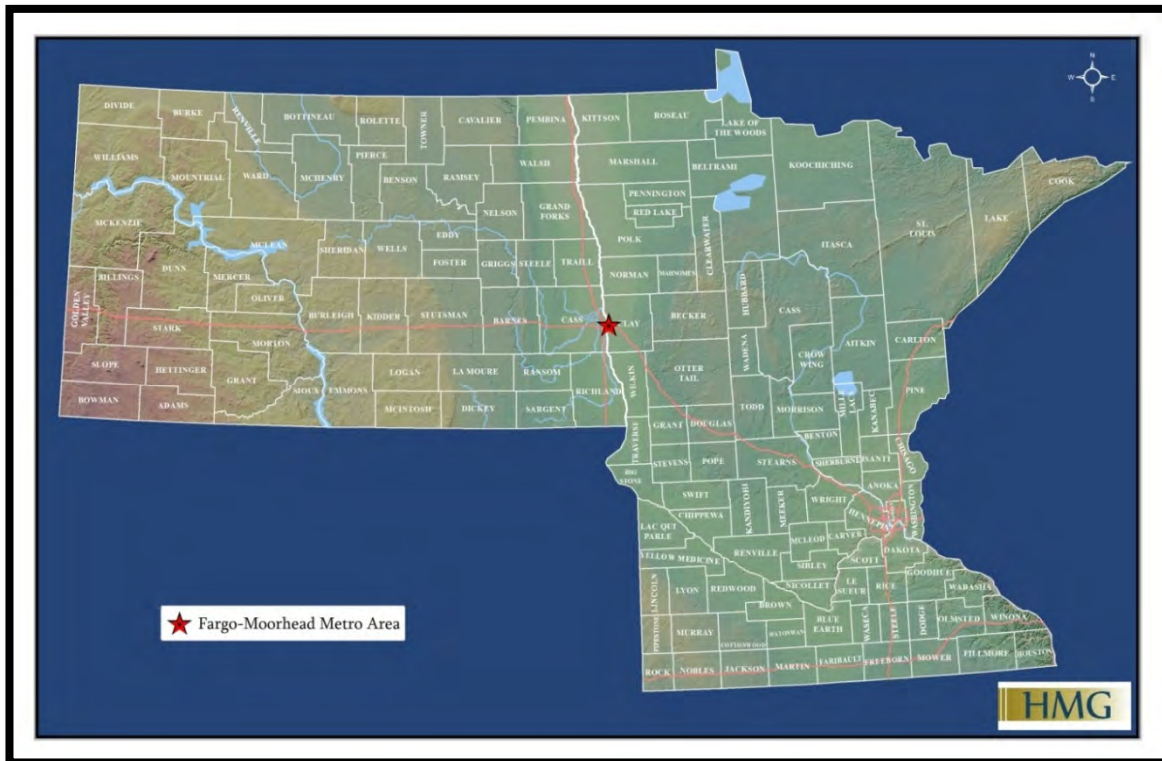 N
W E
S
DIVIDE
BURKE
RENVILLE
BOTTINEAU
ROLETTE
TOWNER
CAVALIER
PEMBINA
KITTSON
ROSEAU
LAKE OF
THE WOODS
WILLIAMS
MOUNTRIAL
WARD
MCHENRY
PIERCE
BENSON
RAMSEY
WALSH
MARSHALL
BELTRAMI
KOOCHICHING
COOK
LAKE
ST. LOUIS
NELSON
GRAND
FORKS
PENNINGTON
RED LAKE
POLK
CLEARWATER
ITASCA
MCKENZIE
MCLEAN
SHERIDAN
WELLS
EDDY
FOSTER
GRIGGS
STEELE
TRAILL
NORMAN
HUBBARD
BILLINGS
DUNN
MERCER
OLIVER
GOLDEN
VALLEY
STARK
MORTON
BURLEIGH
KIDDER
STUTSMAN
BARNES
CASS
CLAY
BECKER
CASS
WADENA
CROW
WING
AITKIN
CARLTON
PINE
SLOPE
HETTINGER
GRANT
BOWMAN
ADAMS
SIOUX
EMMONS
LOGAN
LA MOURE
RANSOM
RICHLAND
WILKIN
OTTER
TAIL
MCINTOSH
DICKEY
SARGENT
TODD
MORRISON
MILLE
LAC
KANABEC
TRAVERSE
GRANT
DOUGLAS
BENTON
BIG
STONE
STEVENS
POPE
STEARNS
SHERBURNE
ISANTI
CHISAGO
ANOKA
SWIFT
KANDIYOHI
MEEKER
WRIGHT
HENNEPIN
WASHINGTON
CHIPPEWA
LAC QUI
PARLE
RENVILLE
MCLEOD
CARVER
SCOTT
DAKOTA
YELLOW MEDICINE
SIBLEY
GOODHUE
LINCOLN
LYON
REDWOOD
NICOLLET
LE
SUEUR
RICE
WABASHA
BROWN
PIPESTONE
MURRAY
COTTONWOOD
WATONWAN
BLUE
EARTH
WASECA
STEELE
DODGE
OLMSTED
WINONA
ROCK
NOBLES
JACKSON
MARTIN
FARIBAULT
FREEBORN
MOWER
FILLMORE
HOUSTON
Fargo-Moorhead Metro Area
HMG